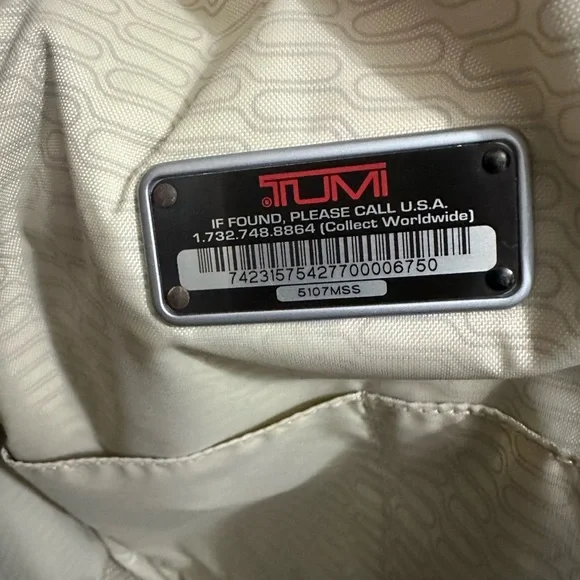 TUMI®
IF FOUND, PLEASE CALL U.S.A.
1.732.748.8864 (Collect Worldwide)
74231575427700006750
5107MSS